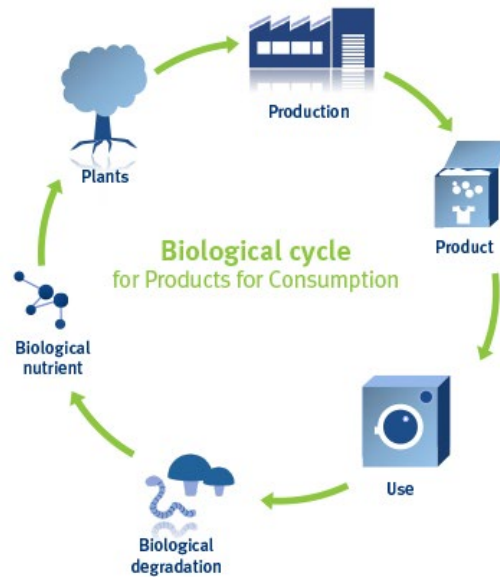 Production
Plants
Product
Biological cycle
for Products for Consumption
Biological
nutrient
Use
Biological
degradation